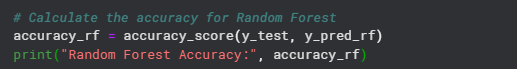 # Calculate the accuracy for Random Forest
accuracy_rf = accuracy_score(y_test, y_pred_rf)
print("Random Forest Accuracy:", accuracy_rf)